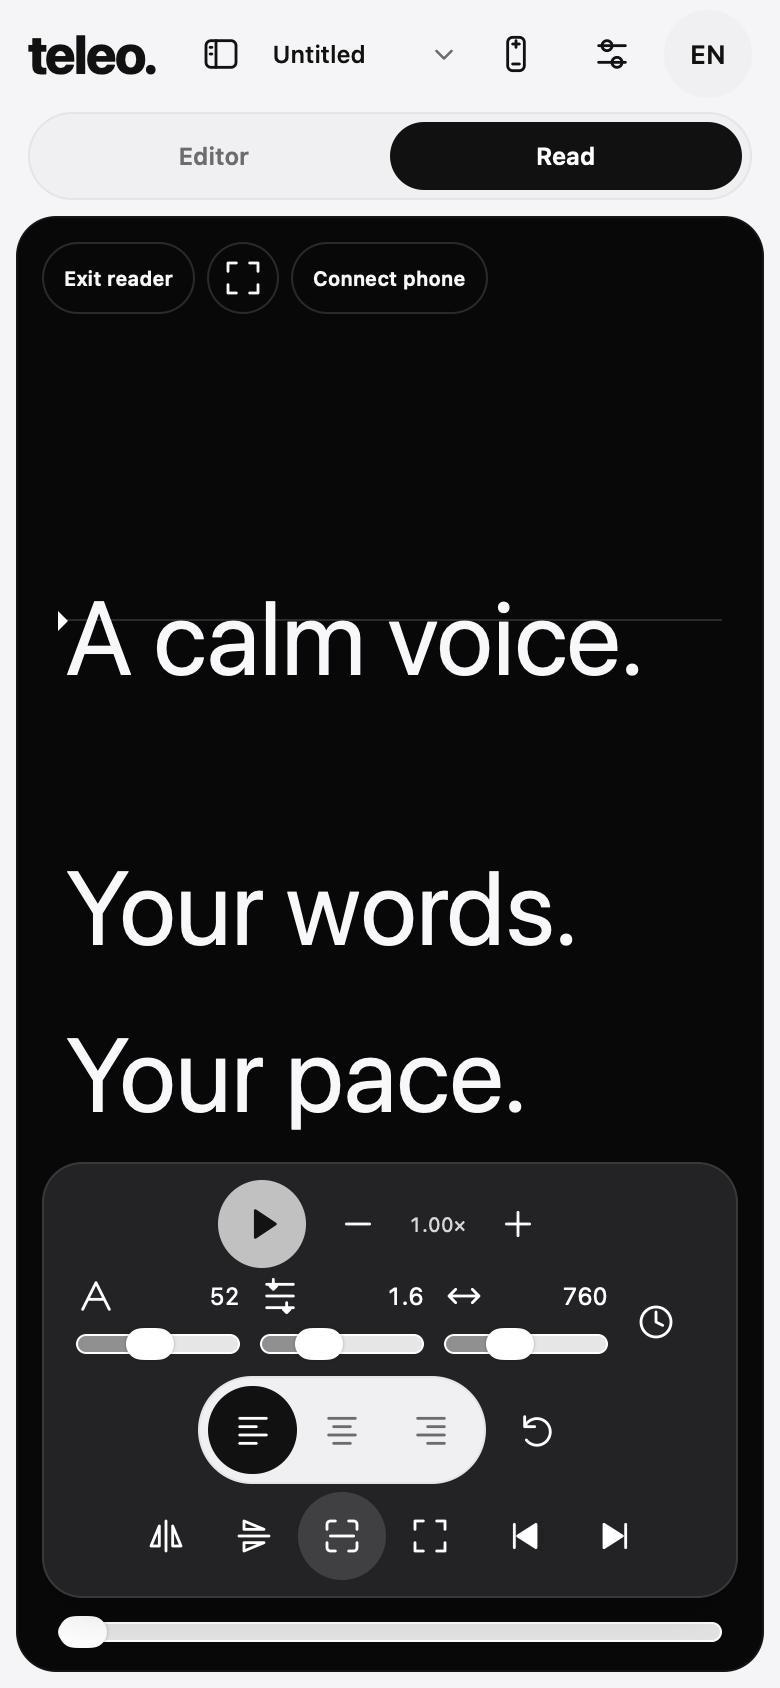 teleo.
Untitled
EN
Editor
Read
Exit reader
Connect phone
A calm voice.
Your words.
Your pace.
1.00×
52
1.6
760